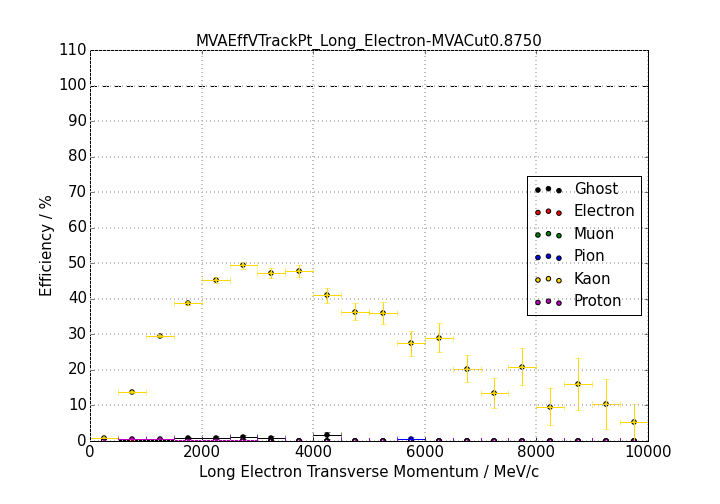 MVAEffVTrackPt_Long_Electron-MVACut0.8750
110
100
90
80
70
60
50
40
30
20
10
0
Efficiency / %
Ghost
Electron
Muon
Pion
Kaon
Proton
0 2000 4000 6000 8000 10000
Long Electron Transverse Momentum / MeV/c